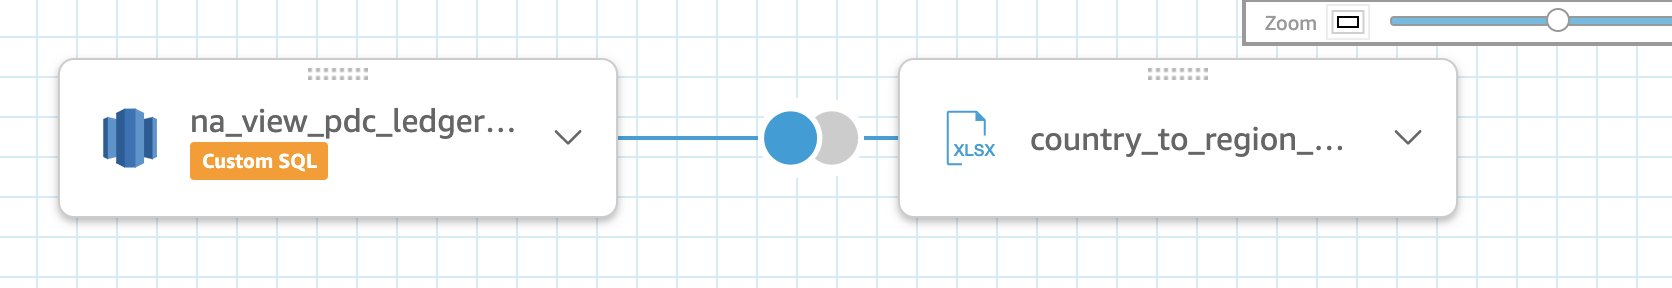 Zoom
na_view_pdc_ledger...
Custom SQL
XLSX
country_to_region_...